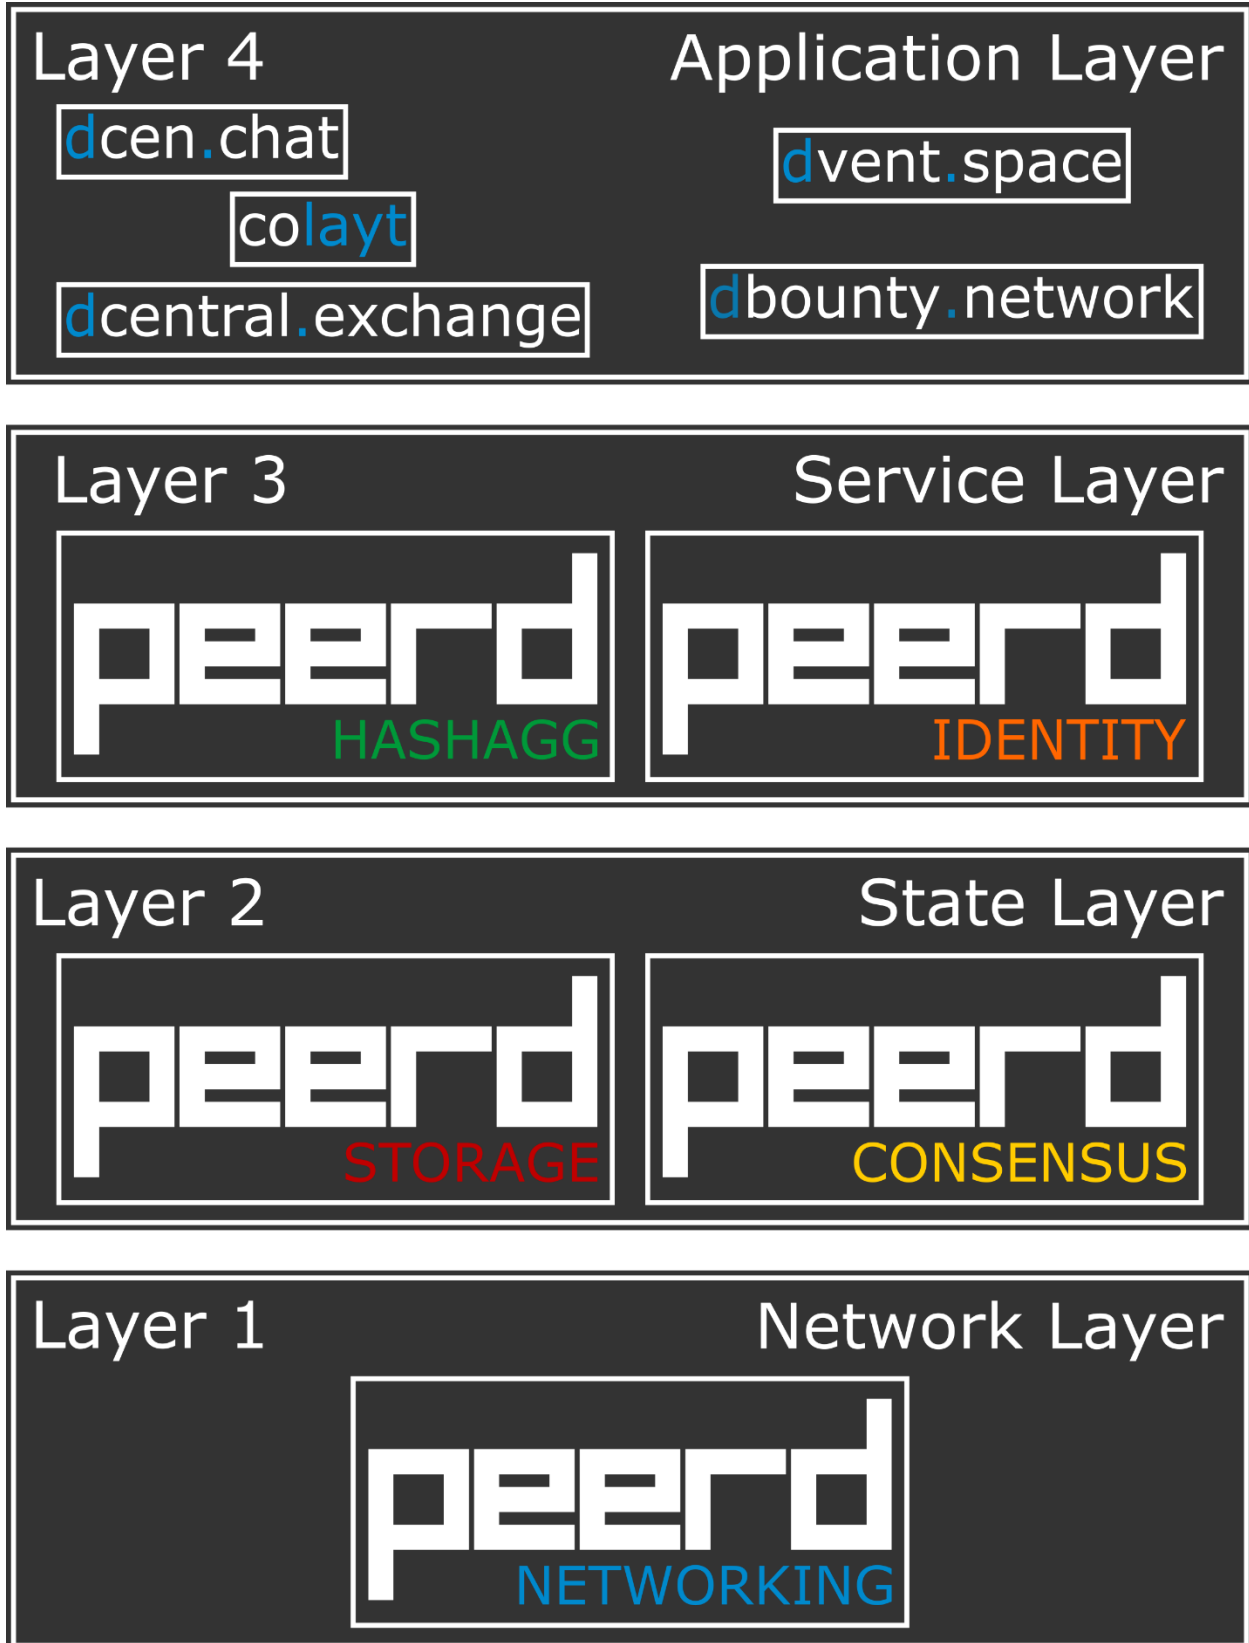 Layer 4 Application Layer
dcen.chat
dvent.space
colayt
dcentral.exchange
dbounty.network
Layer 3 Service Layer
peerd peerd
HASHAGG IDENTITY
Layer 2 State Layer
peerd peerd
STORAGE CONSENSUS
Layer 1 Network Layer
peerd
NETWORKING